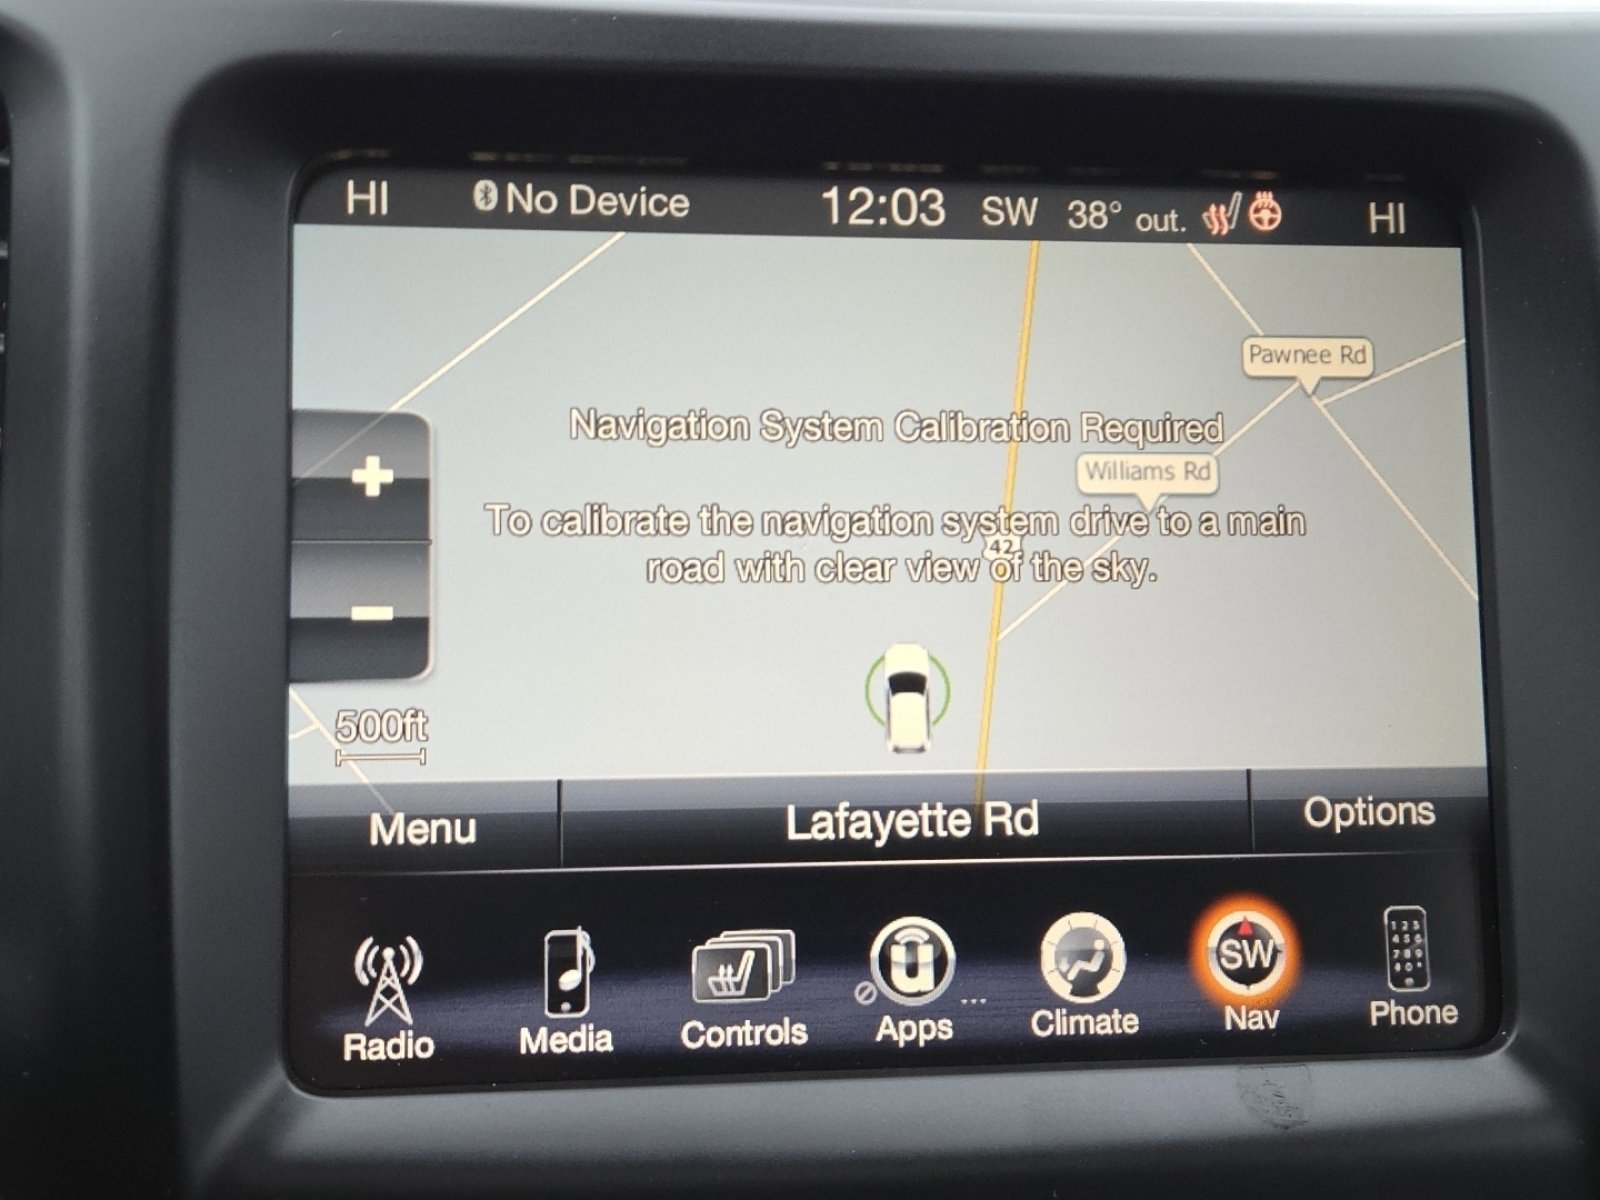 HI No Device 12:03 SW 38° out. HI
Pawnee Rd
Navigation System Calibration Required
Williams Rd
To calibrate the navigation system drive to a main
42
road with clear view of the sky.
+
−
500ft
Menu Lafayette Rd Options
SW
Radio Media Controls Apps Climate Nav Phone